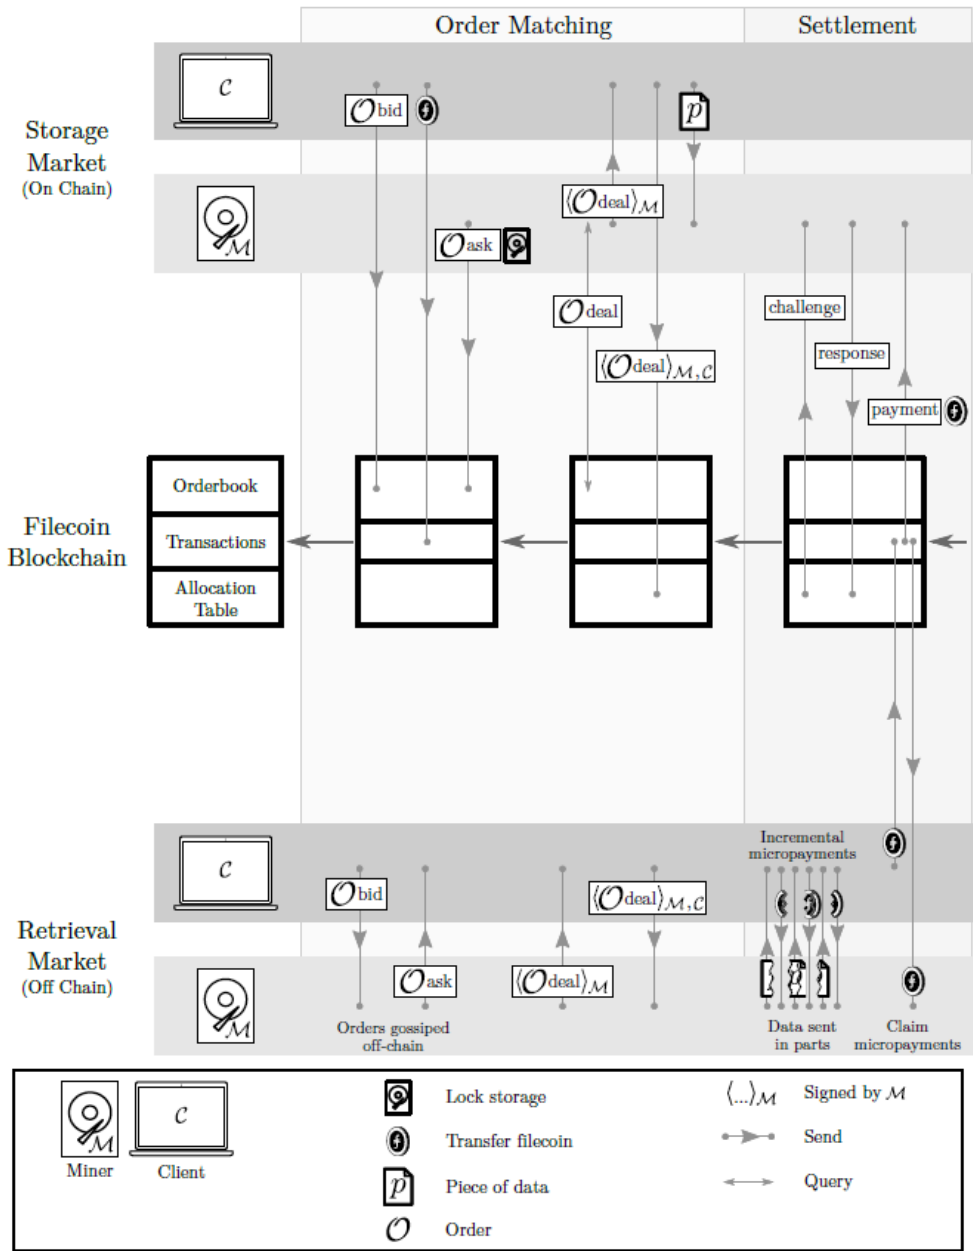 Order Matching
Settlement
C
Storage
Market
(On Chain)
O bid
p
⟨O deal⟩M
M
O ask
O deal
challenge
⟨O deal⟩M,C
response
payment
Filecoin
Blockchain
Orderbook
Transactions
Allocation
Table
Incremental
micropayments
C
O bid
⟨O deal⟩M,C
Retrieval
Market
(Off Chain)
M
O ask
⟨O deal⟩M
Orders gossiped
off-chain
Data sent
in parts
Claim
micropayments
M
Miner
C
Client
Lock storage
Transfer filecoin
p
Piece of data
O
Order
⟨...⟩M
Signed by M
Send
Query